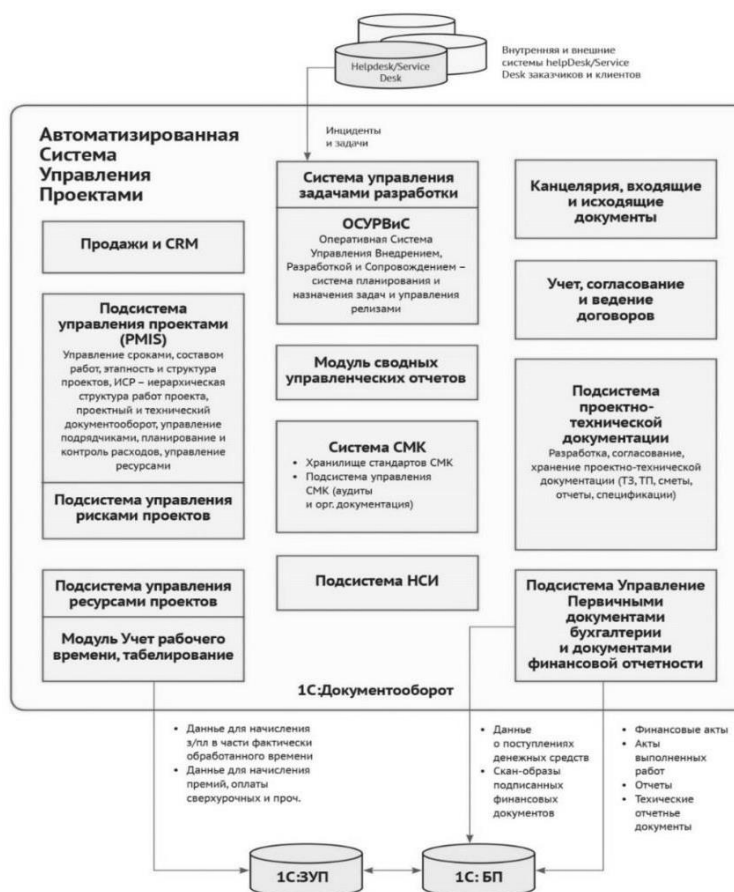 Helpdesk/Service
Desk
Внутренняя и внешние
системы helpDesk/Service
Desk заказчиков и клиентов
Инциденты
и задачи
Автоматизированная
Система
Управления
Проектами
Продажи и CRM
Подсистема
управления проектами
(PMIS)
Управление сроками, составом
работ, этапность и структура
проектов, ИСР – иерархическая
структура работ проекта,
проектный и технический
документооборот, управление
подрядчиками, планирование и
контроль расходов, управление
ресурсами
Подсистема управления
рисками проектов
Подсистема управления
ресурсами проектов
Модуль Учет рабочего
времени, табелирование
Система управления
задачами разработки
ОСУРВиС
Оперативная Система
Управления Внедрением,
Разработкой и Сопровождением –
система планирования и
назначения задач и управления
релизами
Модуль сводных
управленческих отчетов
Система СМК
• Хранилище стандартов СМК
• Подсистема управления
СМК (аудиты
и орг. документация)
Подсистема НСИ
Канцелярия, входящие
и исходящие
документы
Учет, согласование
и ведение
договоров
Подсистема
проектно-
технической
документации
Разработка, согласование,
хранение проектно-технической
документации (ТЗ, ТП, сметы,
отчеты, спецификации)
Подсистема Управление
Первичными
документами
бухгалтерии
и документами
финансовой отчетности
1С:Документооборот
• Данные для начисления
з/пл в части фактически
обработанного времени
• Данные для начисления
премий, оплаты
сверхурочных и проч.
• Данные
о поступлениях
денежных средств
• Скан-образы
подписанных
финансовых
документов
• Финансовые акты
• Акты
выполненных
работ
• Отчеты
• Техические
отчетные
документы
1С:ЗУП
1С: БП